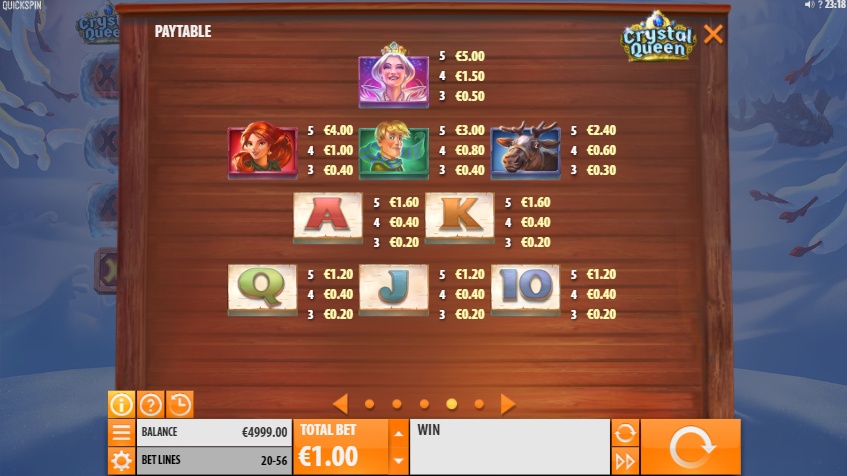 QUICKSPIN
? 23:18
PAYTABLE
Crystal Queen
5 €5.00
4 €1.50
3 €0.50
5 €4.00
4 €1.00
3 €0.40
5 €3.00
4 €0.80
3 €0.40
5 €2.40
4 €0.60
3 €0.30
A
5 €1.60
4 €0.40
3 €0.20
K
5 €1.60
4 €0.40
3 €0.20
Q
5 €1.20
4 €0.40
3 €0.20
J
5 €1.20
4 €0.40
3 €0.20
10
5 €1.20
4 €0.40
3 €0.20
i ?
BALANCE €4999.00
BET LINES 20-56
TOTAL BET
€1.00
WIN